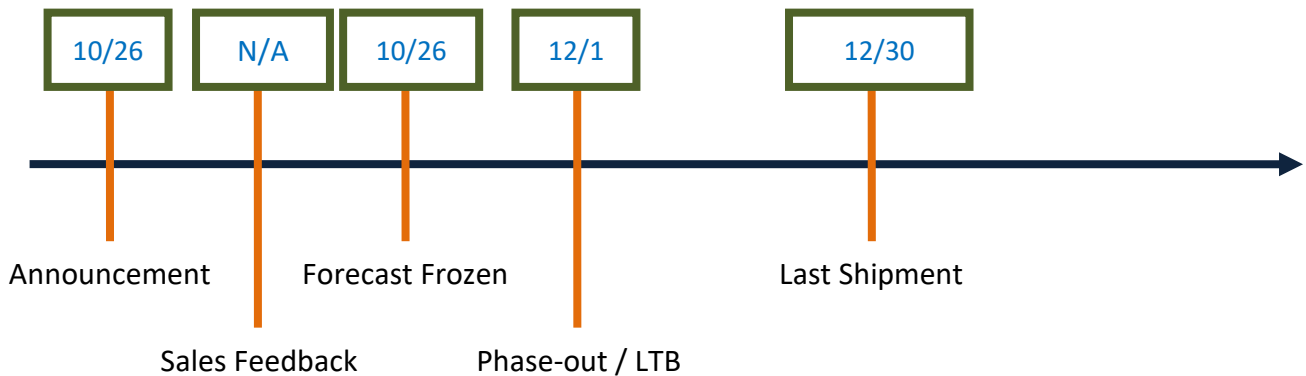 10/26
N/A
10/26
12/1
12/30
Announcement
Forecast Frozen
Last Shipment
Sales Feedback
Phase-out / LTB